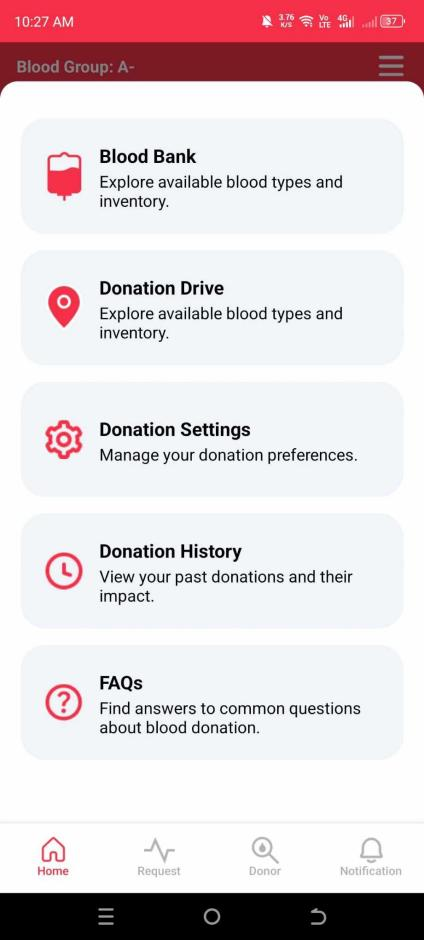 10:27 AM
3.76 K/S Vo LTE 4G 37
Blood Group: A-
Blood Bank
Explore available blood types and
inventory.
Donation Drive
Explore available blood types and
inventory.
Donation Settings
Manage your donation preferences.
Donation History
View your past donations and their
impact.
FAQs
Find answers to common questions
about blood donation.
Home Request Donor Notification